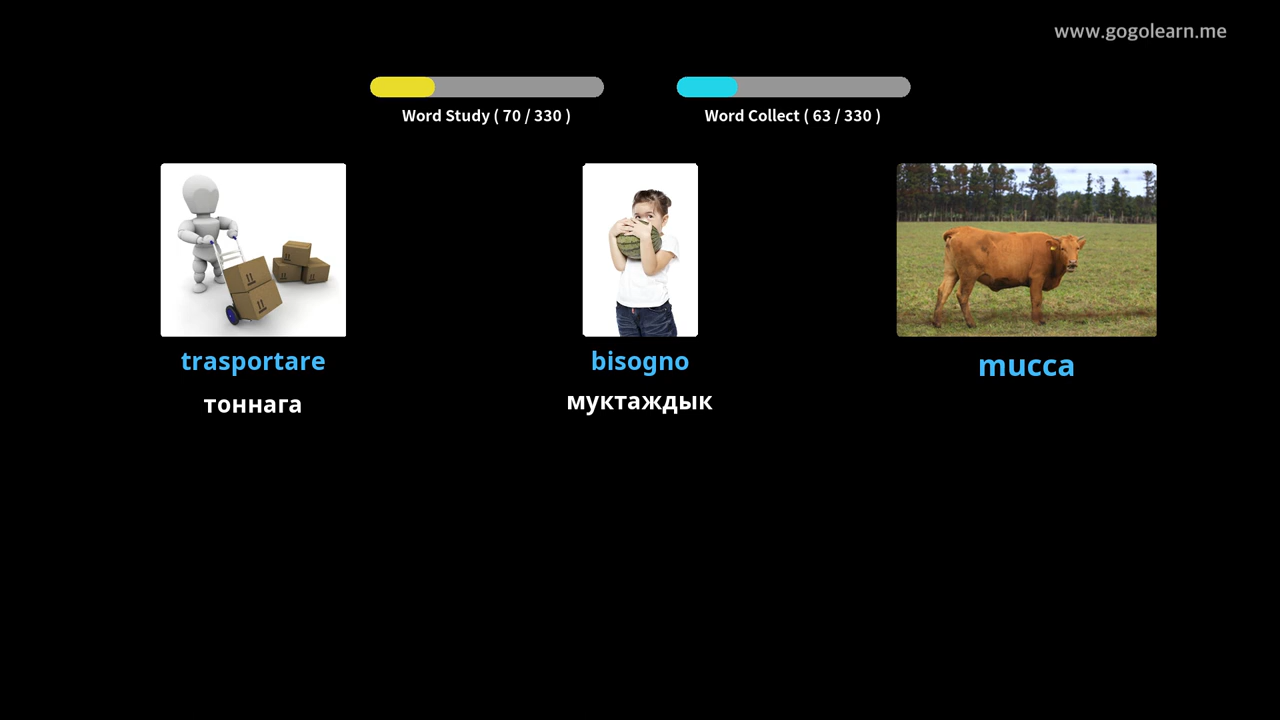 www.gogolearn.me
Word Study ( 70 / 330 )
Word Collect ( 63 / 330 )
trasportare
тоннага
bisogno
муктаждык
mucca